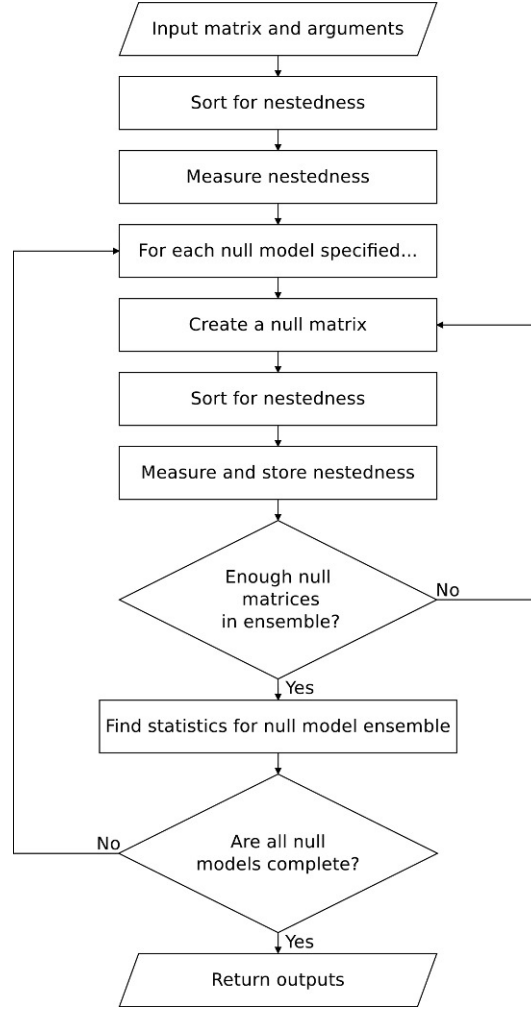 Input matrix and arguments
Sort for nestedness
Measure nestedness
For each null model specified...
Create a null matrix
Sort for nestedness
Measure and store nestedness
Enough null
matrices
in ensemble?
No
Yes
Find statistics for null model ensemble
No
Are all null
models complete?
Yes
Return outputs